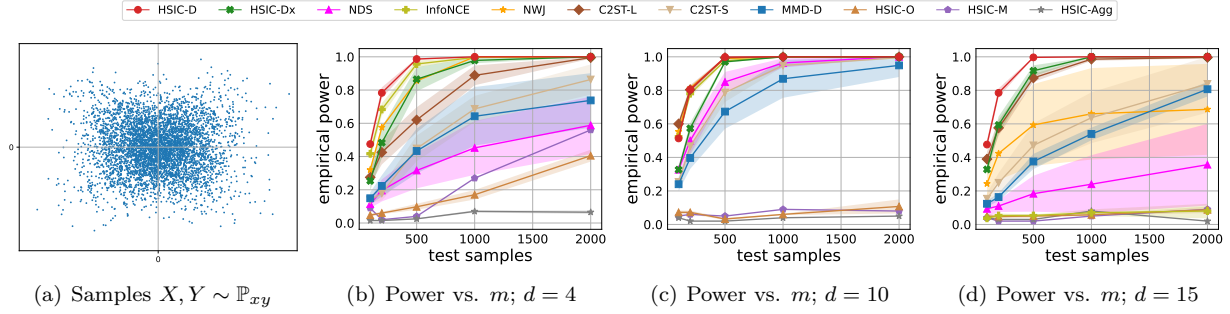 HSIC-D HSIC-Dx NDS InfoNCE NWJ C2ST-L C2ST-S MMD-D HSIC-O HSIC-M HSIC-Agg
0
0
(a) Samples X, Y ∼ ℙxy
empirical power
1.0
0.8
0.6
0.4
0.2
0.0
500 1000 1500 2000
test samples
(b) Power vs. m; d = 4
empirical power
1.0
0.8
0.6
0.4
0.2
0.0
500 1000 1500 2000
test samples
(c) Power vs. m; d = 10
empirical power
1.0
0.8
0.6
0.4
0.2
0.0
500 1000 1500 2000
test samples
(d) Power vs. m; d = 15